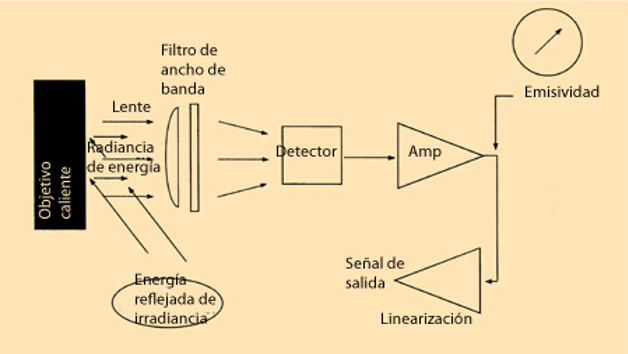 Filtro de
ancho de
banda
Emisividad
Lente
Radiancia
de energía
Objetivo
caliente
Detector
Amp
Señal de
salida
Linearización
Energía
reflejada de
irradiancia